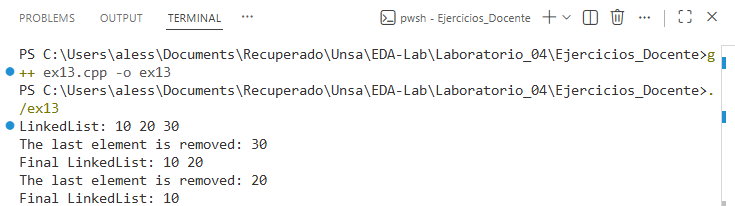 PROBLEMS OUTPUT TERMINAL ... pwsh - Ejercicios_Docente
PS C:\Users\aless\Documents\Recuperado\Unsa\EDA-Lab\Laboratorio_04\Ejercicios_Docente>g
++ ex13.cpp -o ex13
PS C:\Users\aless\Documents\Recuperado\Unsa\EDA-Lab\Laboratorio_04\Ejercicios_Docente>.
/ex13
LinkedList: 10 20 30
The last element is removed: 30
Final LinkedList: 10 20
The last element is removed: 20
Final LinkedList: 10